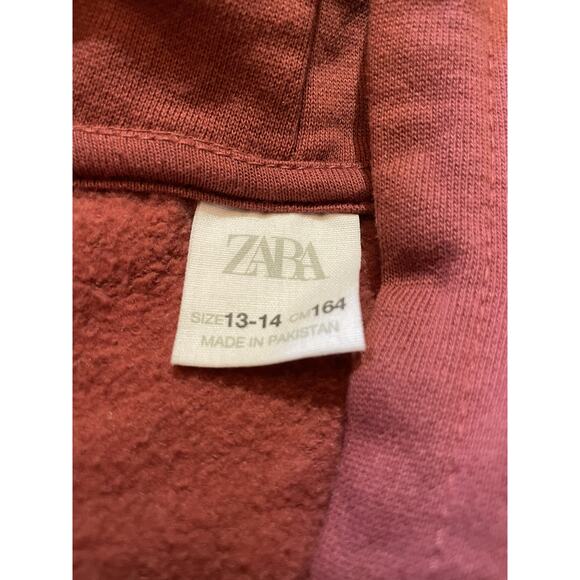 ZARA
SIZE 13-14 CM 164
MADE IN PAKISTAN